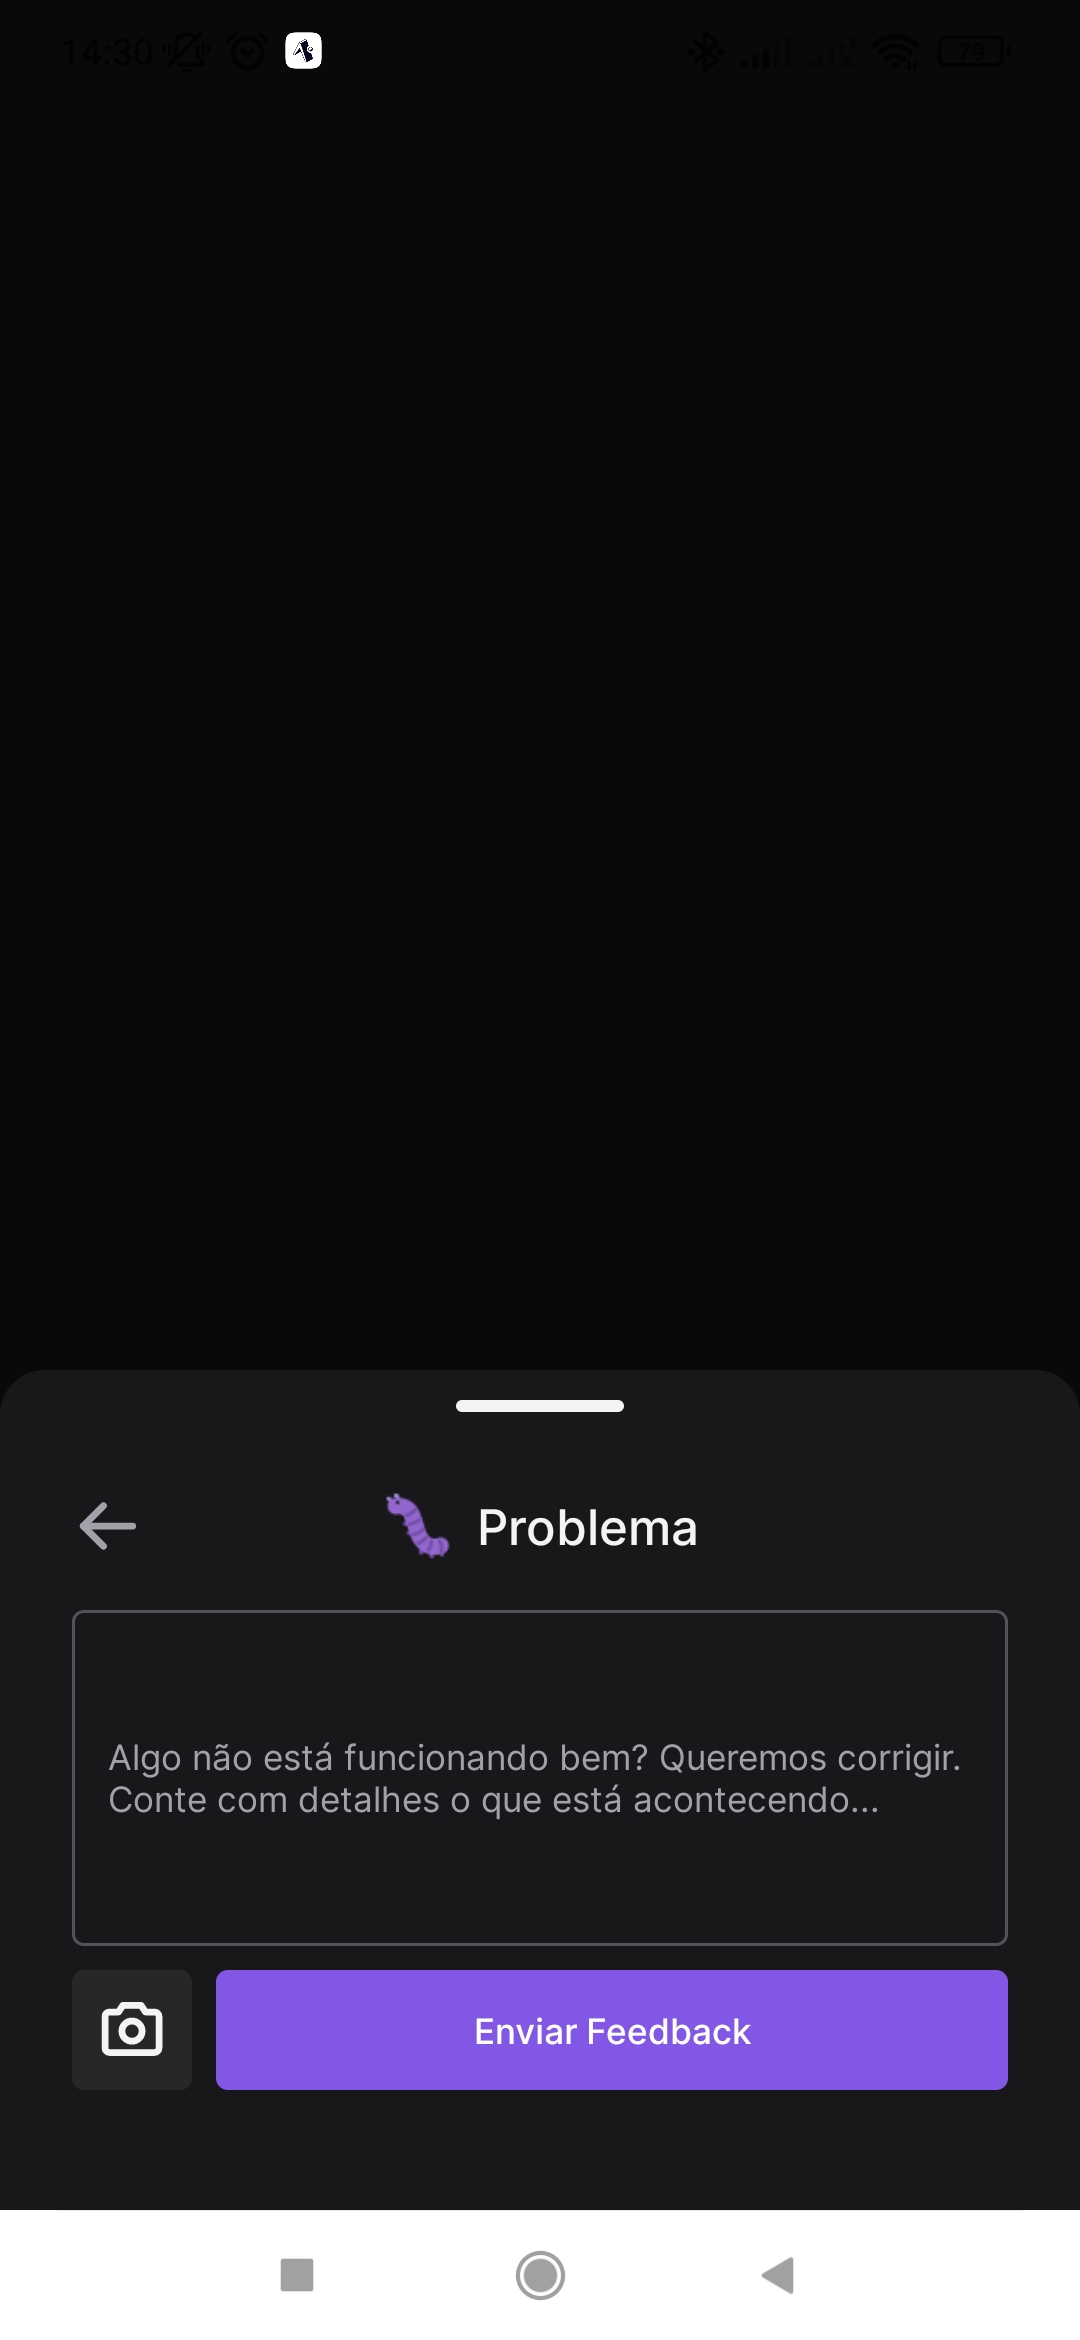 14:30 79
Problema
Algo não está funcionando bem? Queremos corrigir.
Conte com detalhes o que está acontecendo...
Enviar Feedback